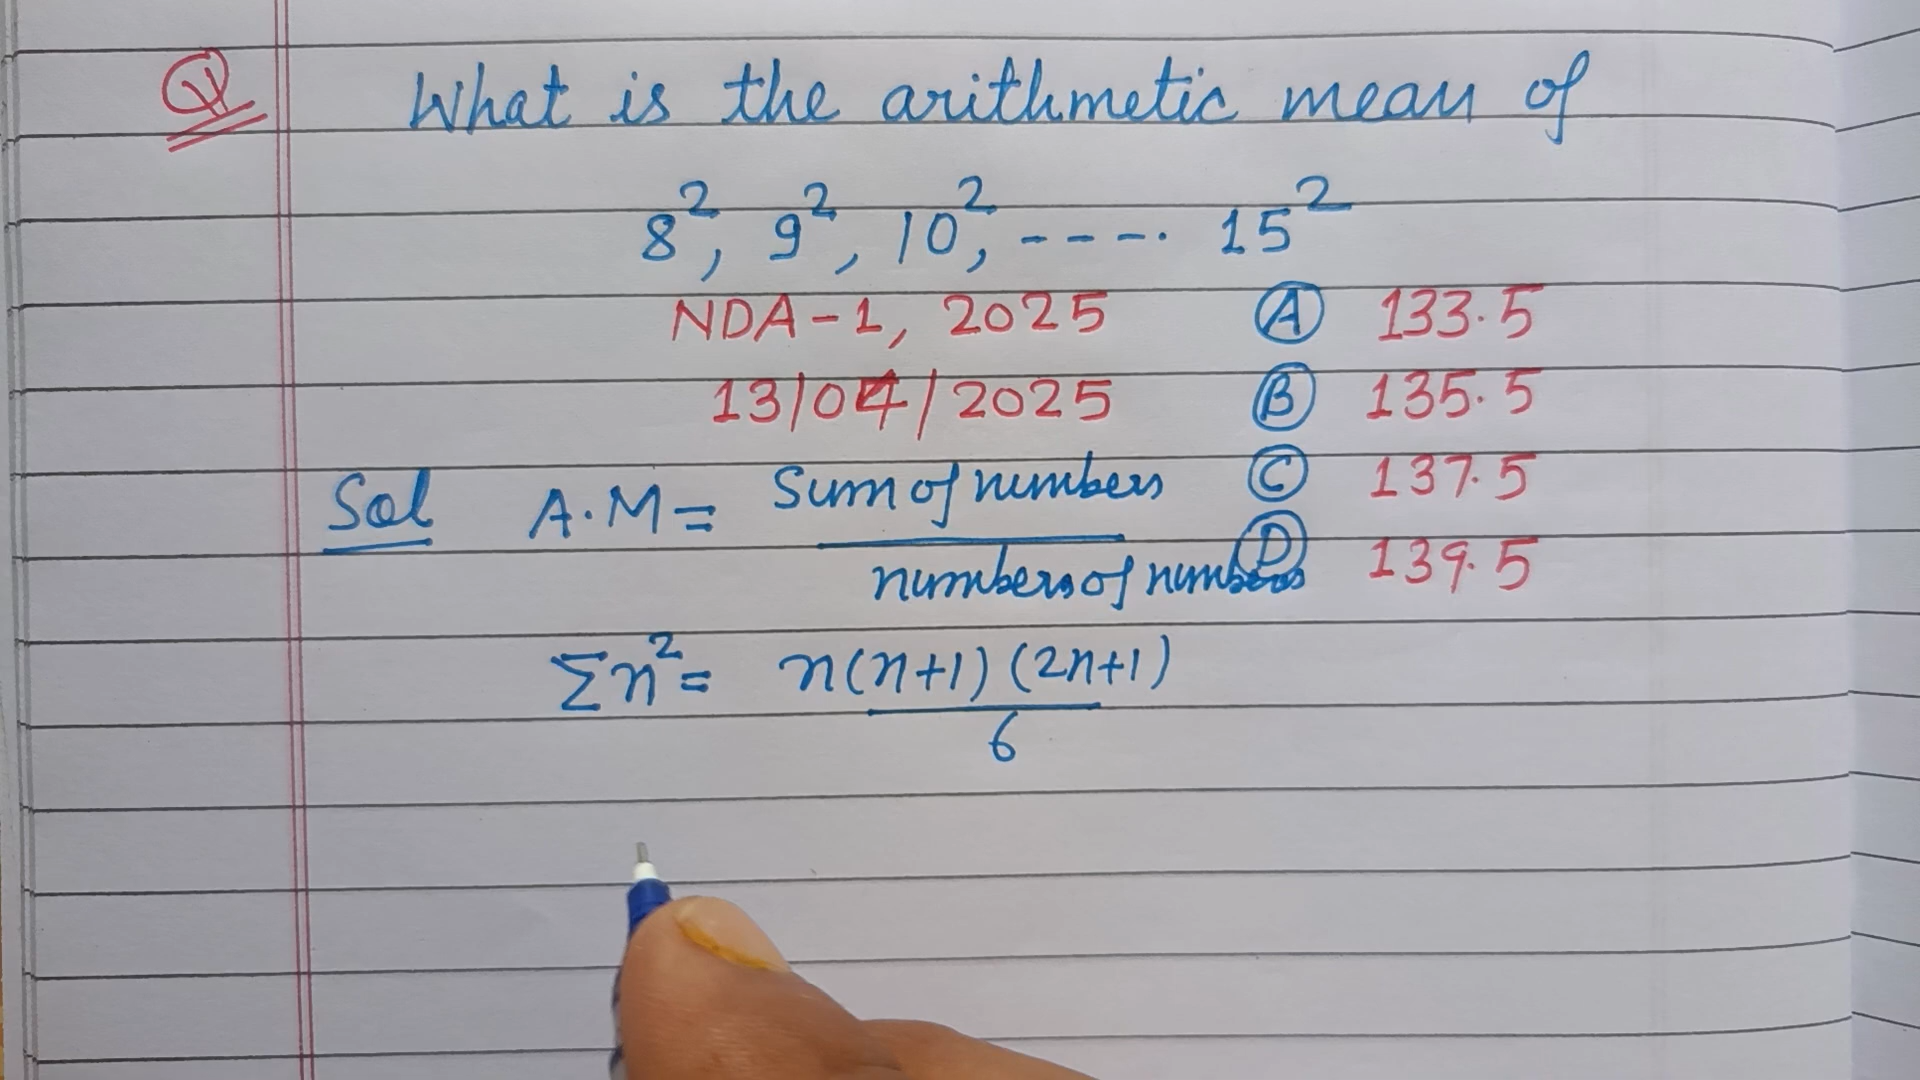 Q What is the arithmetic mean of
8², 9², 10², ----. 15²
NDA-1, 2025 (A) 133.5
13/04/2025 (B) 135.5
Sol A.M = Sum of numbers / numbers of numbers (C) 137.5
(D) 139.5
Σn² = n(n+1)(2n+1) / 6